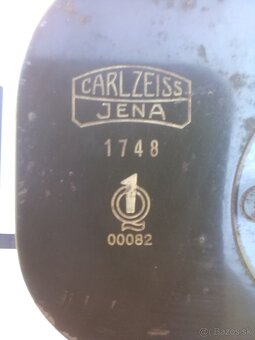 CARL ZEISS
JENA
1748
1
Q
00082
© Bazos.sk